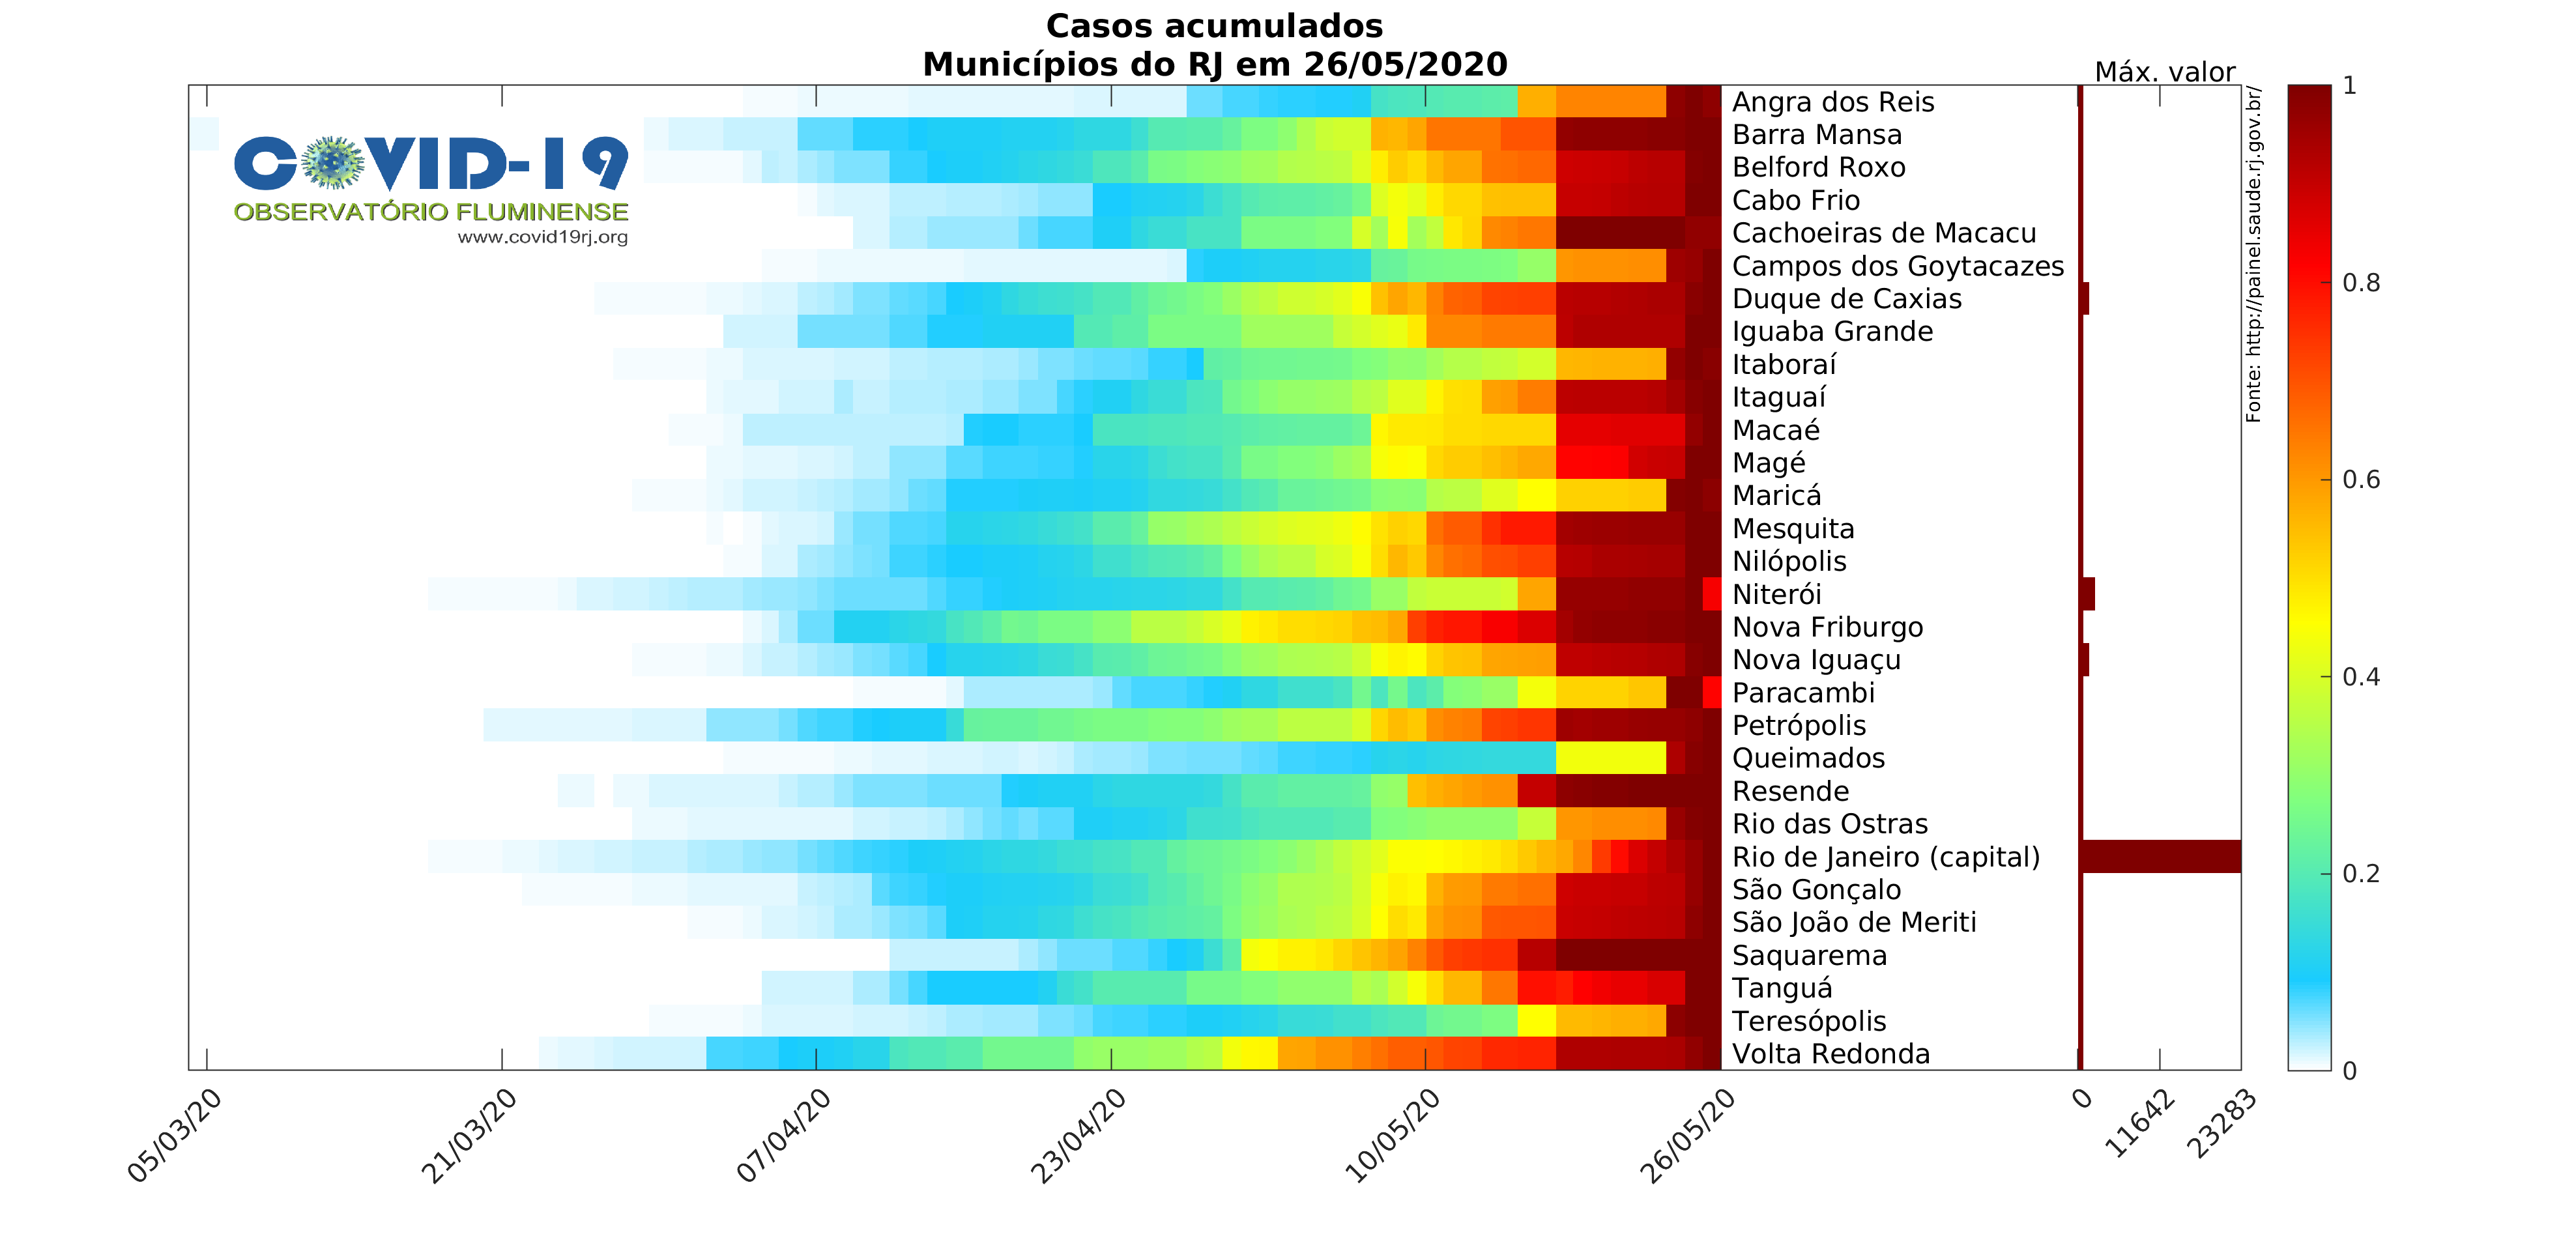 Casos acumulados
Municípios do RJ em 26/05/2020
Máx. valor
COVID-19
OBSERVATÓRIO FLUMINENSE
www.covid19rj.org
Angra dos Reis
Barra Mansa
Belford Roxo
Cabo Frio
Cachoeiras de Macacu
Campos dos Goytacazes
Duque de Caxias
Iguaba Grande
Itaboraí
Itaguaí
Macaé
Magé
Maricá
Mesquita
Nilópolis
Niterói
Nova Friburgo
Nova Iguaçu
Paracambi
Petrópolis
Queimados
Resende
Rio das Ostras
Rio de Janeiro (capital)
São Gonçalo
São João de Meriti
Saquarema
Tanguá
Teresópolis
Volta Redonda
Fonte: http://painel.saude.rj.gov.br/
1
0.8
0.6
0.4
0.2
0
05/03/20
21/03/20
07/04/20
23/04/20
10/05/20
26/05/20
0
11642
23283